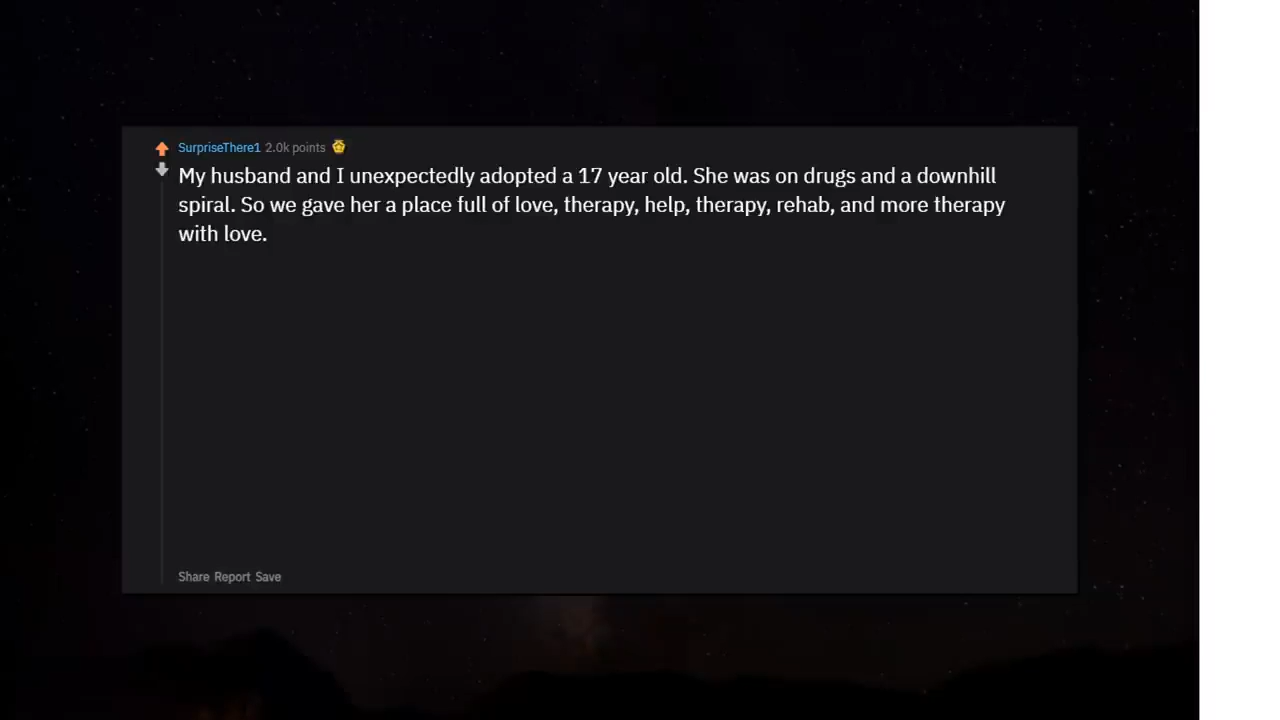 SurpriseThere1 2.0k points
My husband and I unexpectedly adopted a 17 year old. She was on drugs and a downhill
spiral. So we gave her a place full of love, therapy, help, therapy, rehab, and more therapy
with love.
Share Report Save